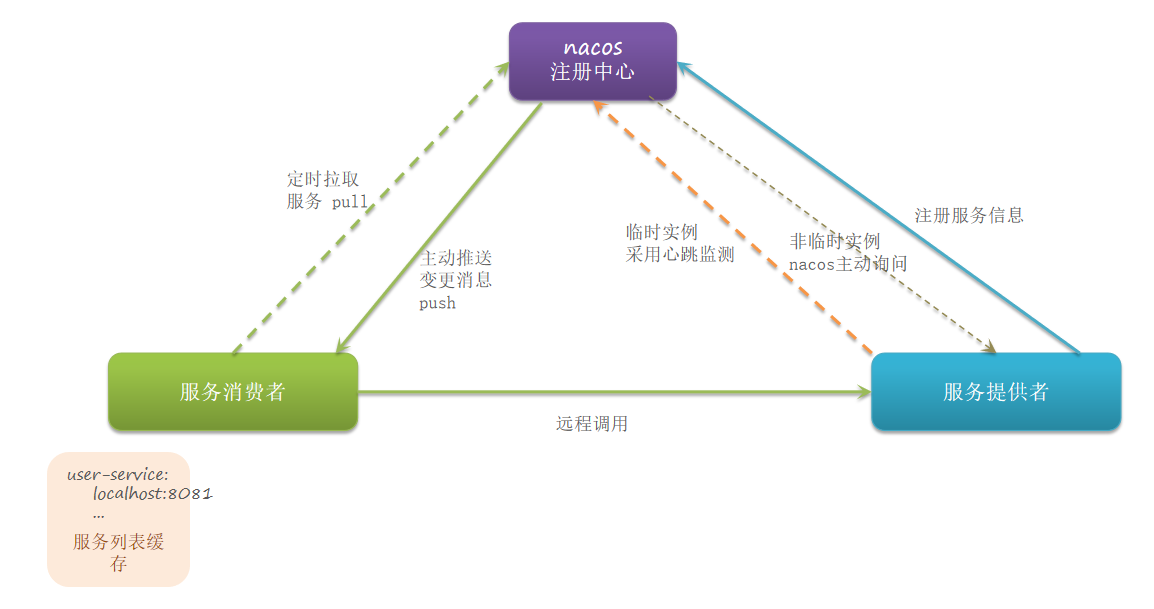 nacos
注册中心
定时拉取
服务 pull
主动推送
变更消息
push
临时实例
采用心跳监测
非临时实例
nacos主动询问
注册服务信息
服务消费者
远程调用
服务提供者
user-service:
localhost:8081
...
服务列表缓
存